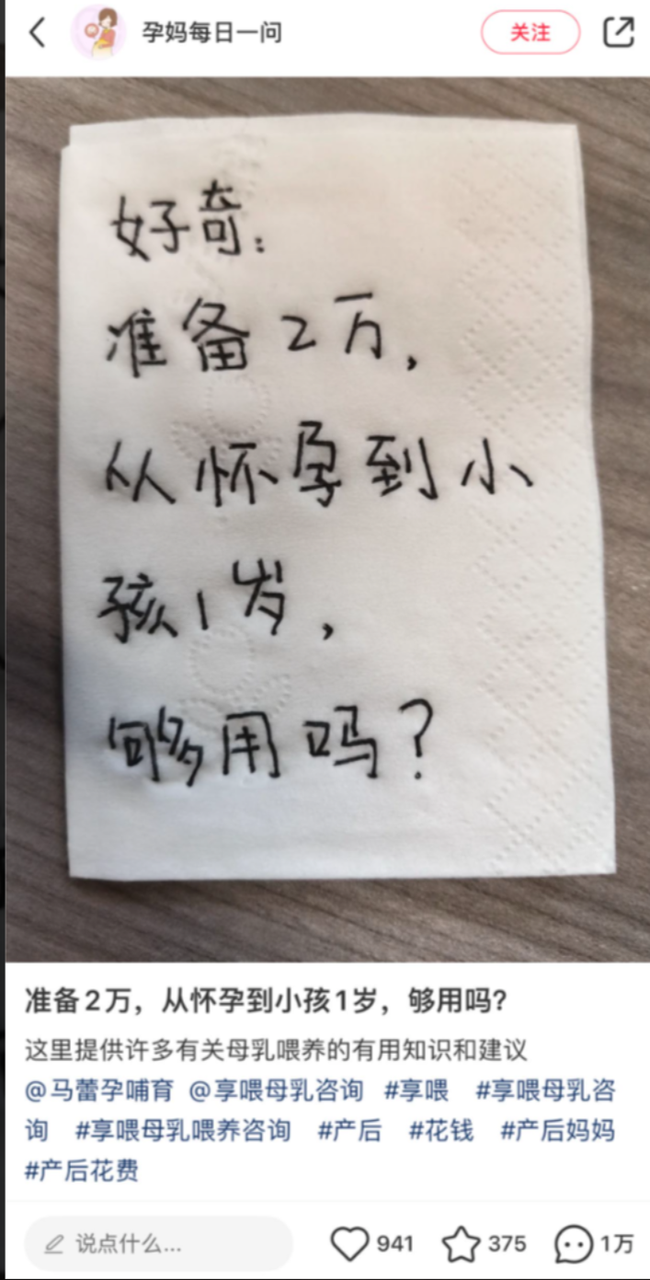 孕妈每日一问
关注
好奇:
准备2万,
从怀孕到小
孩1岁,
够用吗?
准备2万，从怀孕到小孩1岁，够用吗?
这里提供许多有关母乳喂养的有用知识和建议
@马蕾孕哺育 @享喂母乳咨询 #享喂 #享喂母乳咨
询 #享喂母乳喂养咨询 #产后 #花钱 #产后妈妈
#产后花费
说点什么...
941
375
1万